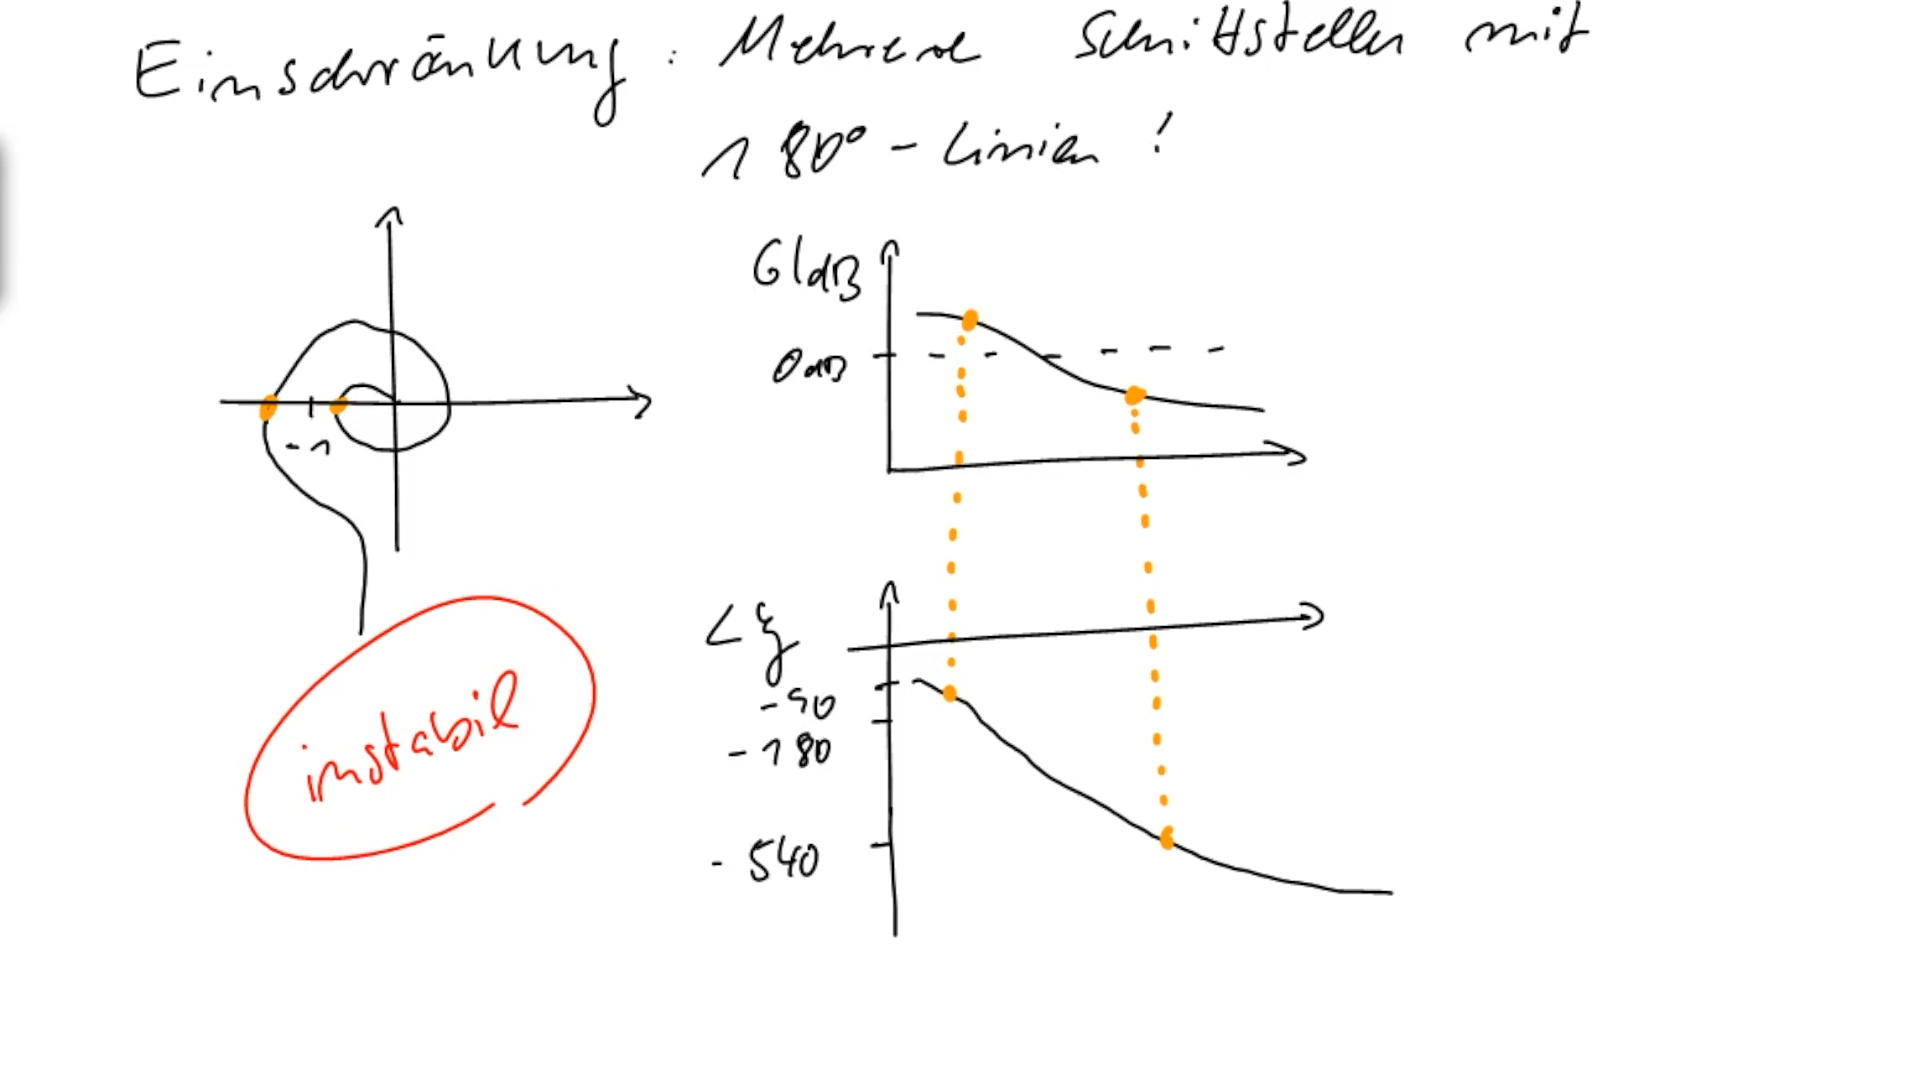 Einschränkung: Mehrere Schnittstellen mit
180° - Linien!
G|dB
0dB
-1
∠G
-90
-180
-540
instabil